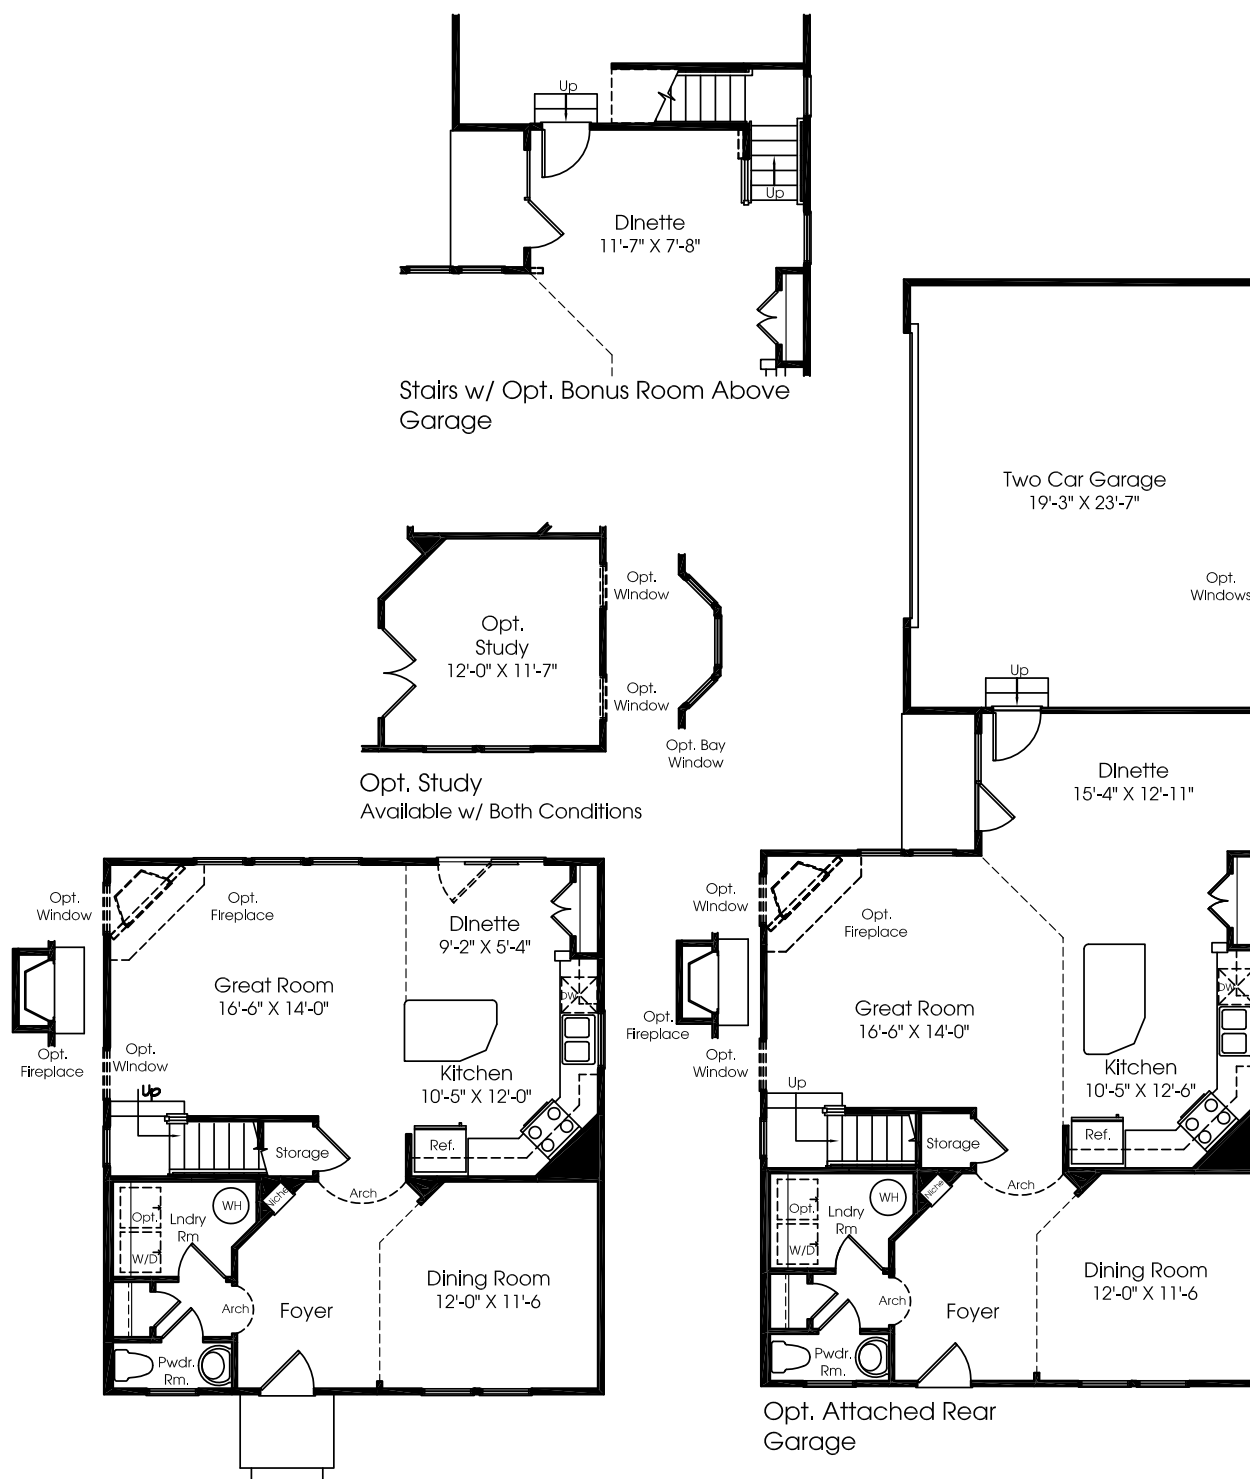 Up
Up
Dinette
11'-7" X 7'-8"
Stairs w/ Opt. Bonus Room Above
Garage
Two Car Garage
19'-3" X 23'-7"
Opt.
Windows
Up
Dinette
15'-4" X 12'-11"
Opt.
Study
12'-0" X 11'-7"
Opt.
Window
Opt.
Window
Opt. Bay
Window
Opt. Study
Available w/ Both Conditions
Opt.
Window
Opt.
Fireplace
Dinette
9'-2" X 5'-4"
Great Room
16'-6" X 14'-0"
DW
Opt.
Fireplace
Opt.
Window
Up
Kitchen
10'-5" X 12'-0"
Ref.
Storage
Arch
Niche
WH
Opt.
W/D
Lndry
Rm
Dining Room
12'-0" X 11'-6
Arch
Foyer
Pwdr.
Rm.
Opt.
Window
Opt.
Fireplace
Great Room
16'-6" X 14'-0"
DW
Opt.
Fireplace
Opt.
Window
Up
Kitchen
10'-5" X 12'-6"
Ref.
Storage
Arch
Niche
WH
Opt.
W/D
Lndry
Rm
Dining Room
12'-0" X 11'-6
Arch
Foyer
Pwdr.
Rm.
Opt. Attached Rear
Garage